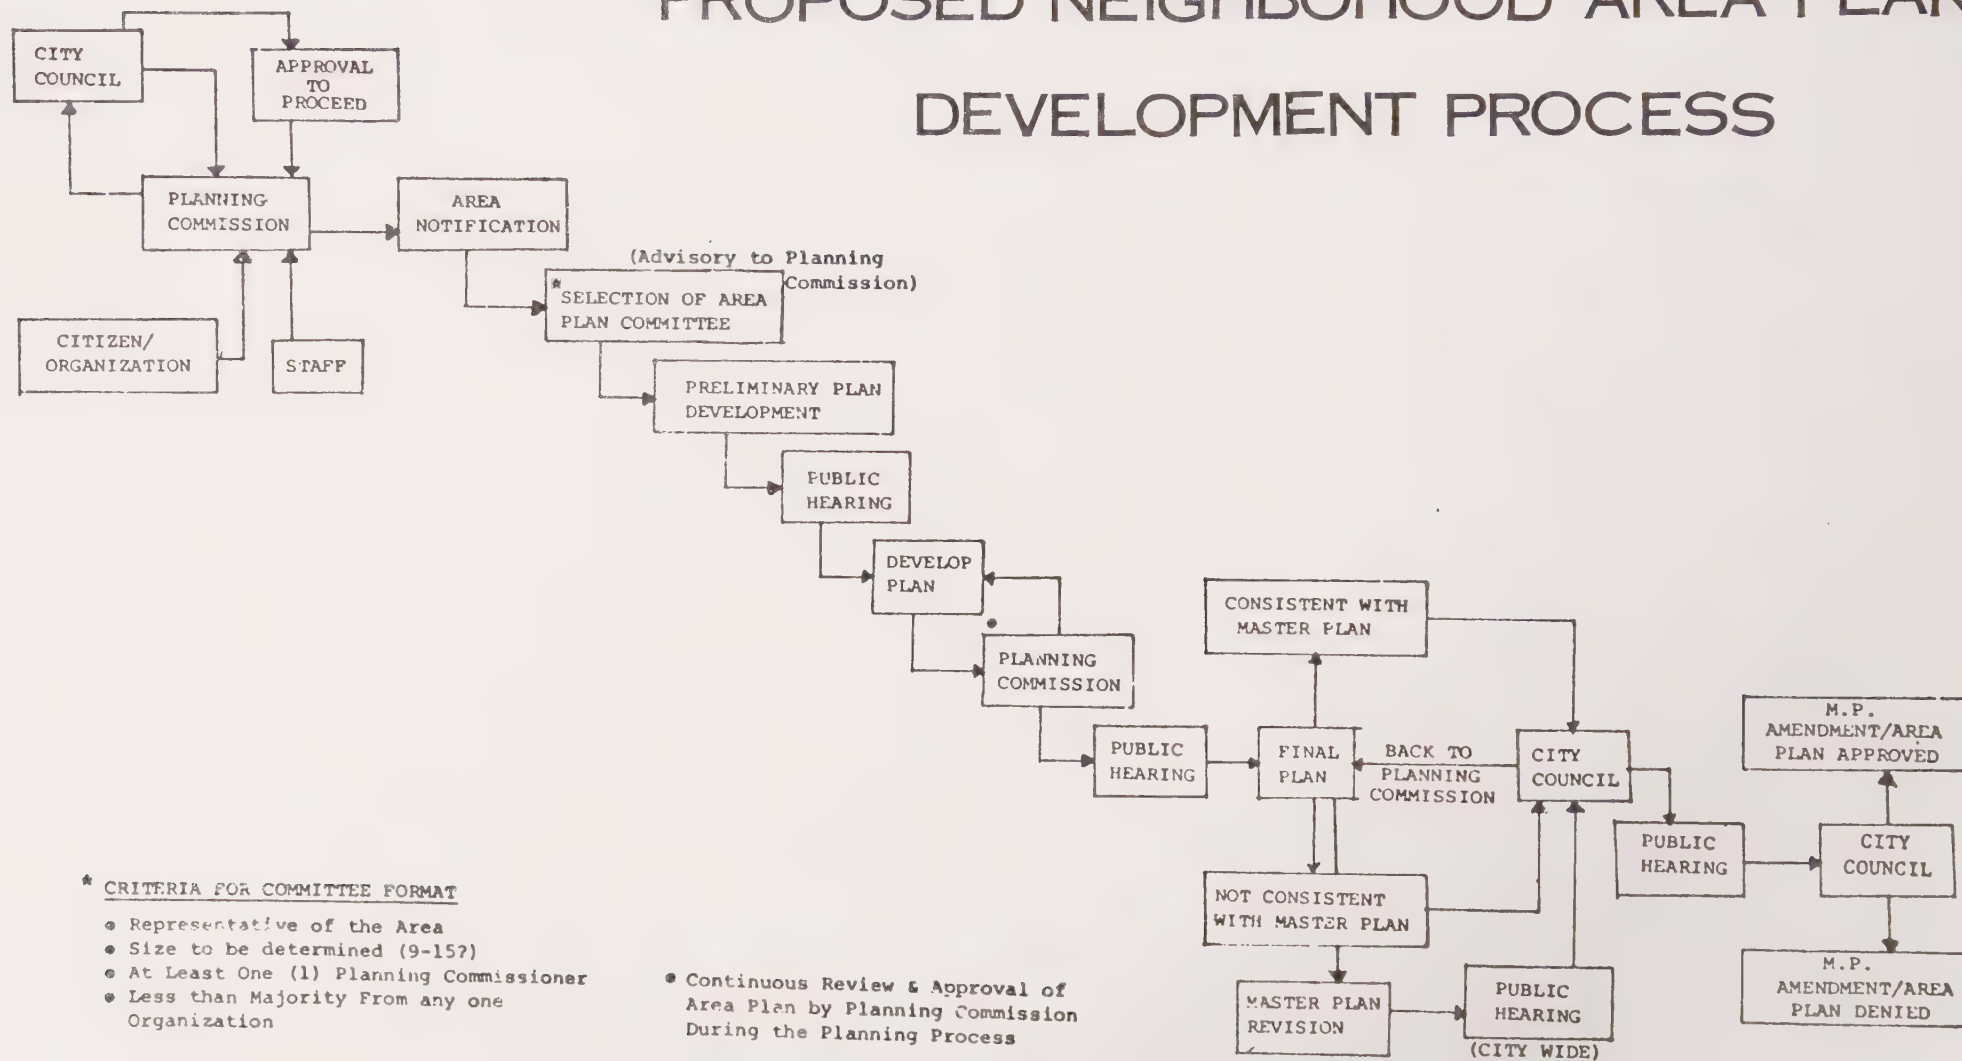 PROPOSED NEIGHBOHOOD AREA PLAN
DEVELOPMENT PROCESS
CITY
COUNCIL
APPROVAL
TO
PROCEED
PLANNING
COMMISSION
AREA
NOTIFICATION
CITIZEN/
ORGANIZATION
STAFF
(Advisory to Planning
Commission)
* SELECTION OF AREA
PLAN COMMITTEE
PRELIMINARY PLAN
DEVELOPMENT
PUBLIC
HEARING
DEVELOP
PLAN
•
PLANNING
COMMISSION
PUBLIC
HEARING
FINAL
PLAN
CONSISTENT WITH
MASTER PLAN
BACK TO
PLANNING
COMMISSION
CITY
COUNCIL
NOT CONSISTENT
WITH MASTER PLAN
MASTER PLAN
REVISION
PUBLIC
HEARING
(CITY WIDE)
PUBLIC
HEARING
CITY
COUNCIL
M.P.
AMENDMENT/AREA
PLAN APPROVED
M.P.
AMENDMENT/AREA
PLAN DENIED
* CRITERIA FOR COMMITTEE FORMAT
• Representative of the Area
• Size to be determined (9-15?)
• At Least One (1) Planning Commissioner
• Less than Majority From any one
Organization
• Continuous Review & Approval of
Area Plan by Planning Commission
During the Planning Process